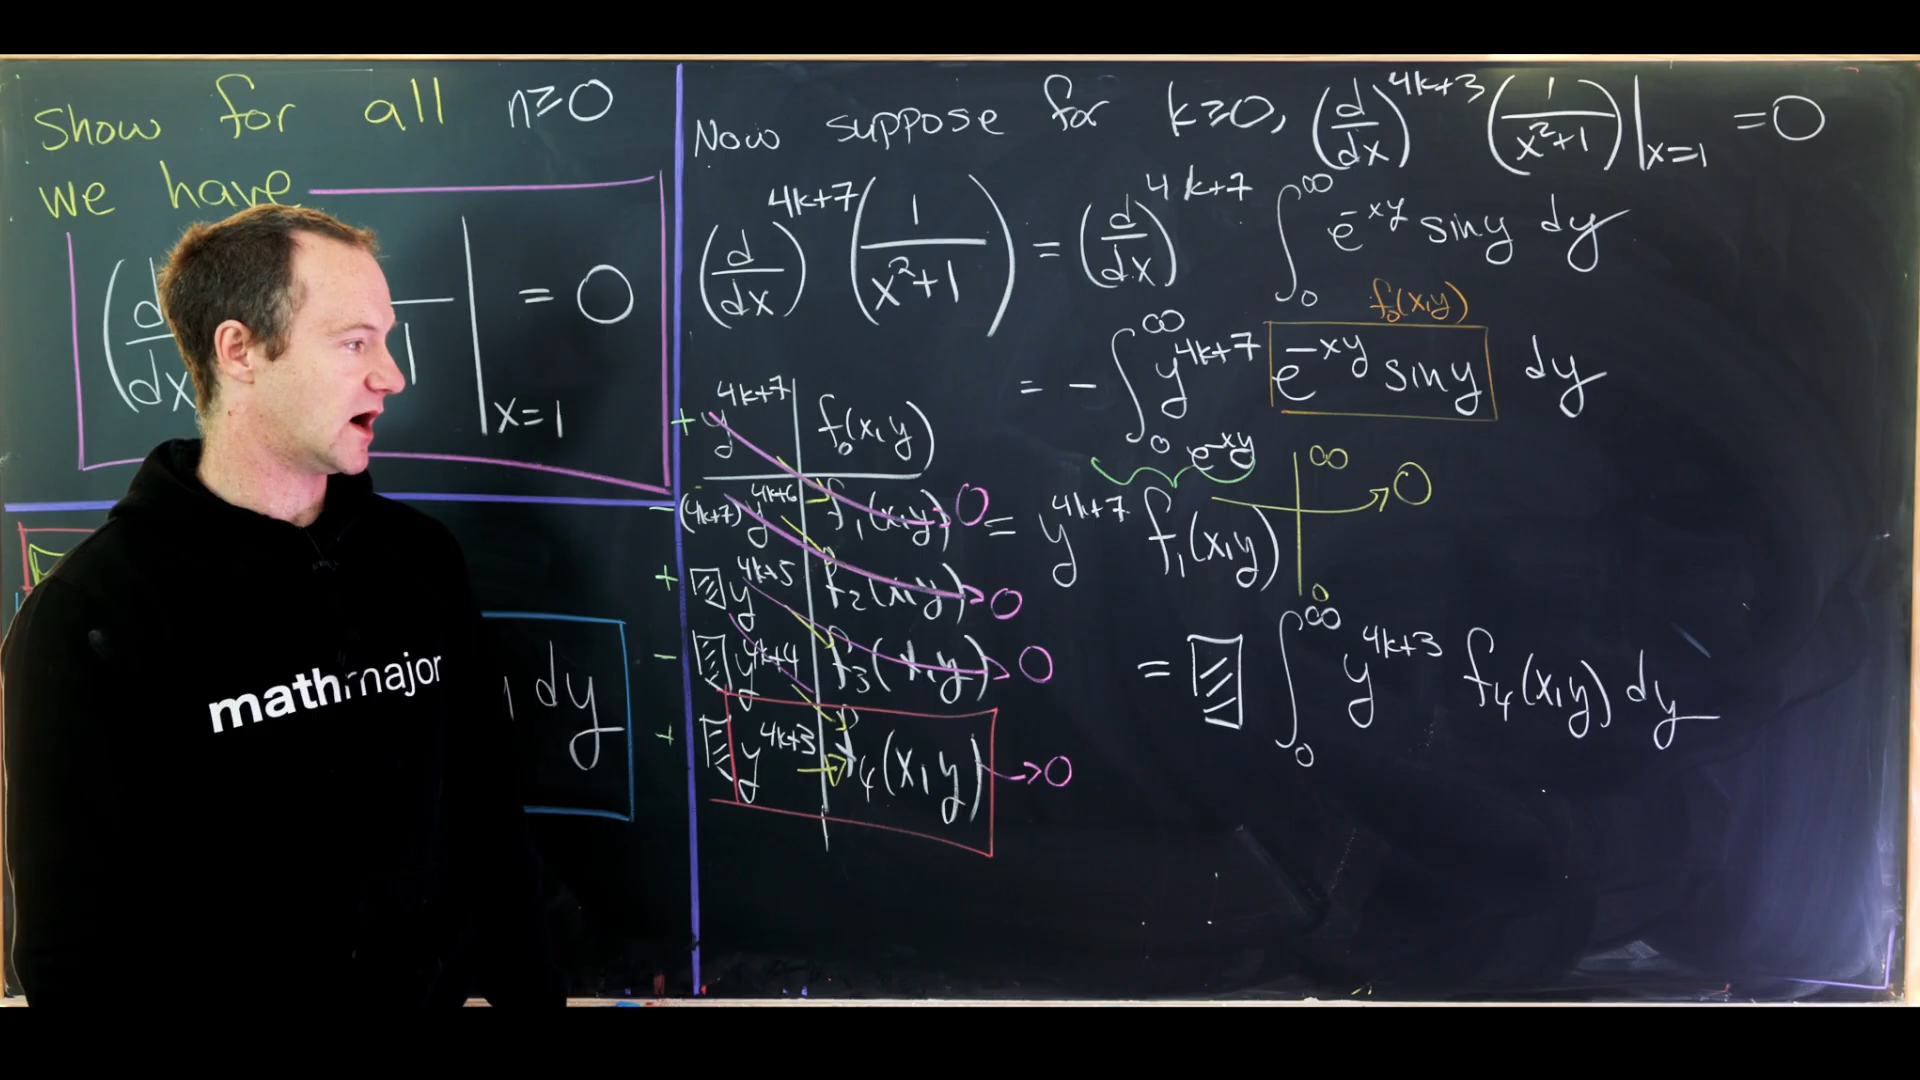 Show for all n≥0
we have
(d/dx 1 | x=1 = 0
dy
mathmajor
Now suppose for k≥0, (d/dx)^4k+3 (1/(x²+1))|x=1 = 0
(d/dx)^4k+7 (1/(x²+1)) = (d/dx)^4k+7 ∫₀^∞ e^-xy siny dy
f₀(x,y)
= - ∫₀^∞ y^4k+7 e^-xy siny dy
e^-xy
= y^4k+7 f₁(x,y) |₀^∞ → 0
= ▨ ∫₀^∞ y^4k+3 f₄(x,y) dy
+ y^4k+7 f₀(x,y)
- (4k+7) y^4k+6 f₁(x,y) 0
+ ▨ y^4k+5 f₂(x,y) → 0
- ▨ y^4k+4 f₃(x,y) → 0
+ ▨ y^4k+3 → f₄(x,y) → 0